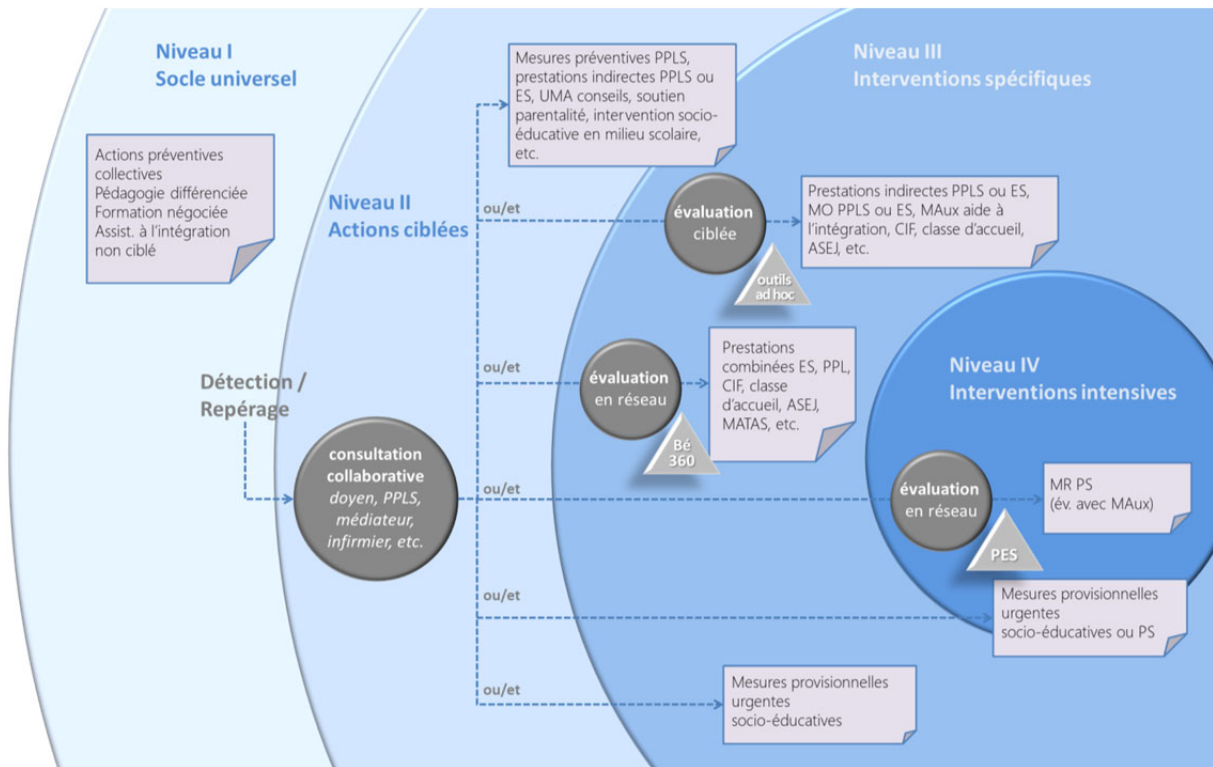 Niveau I
Socle universel
Actions préventives
collectives
Pédagogie différenciée
Formation négociée
Assist. à l'intégration
non ciblé
Détection /
Repérage
Niveau II
Actions ciblées
consultation
collaborative
doyen, PPLS,
médiateur,
infirmier, etc.
Mesures préventives PPLS,
prestations indirectes PPLS ou
ES, UMA conseils, soutien
parentalité, intervention socio-
éducative en milieu scolaire,
etc.
Niveau III
Interventions spécifiques
ou/et
évaluation
ciblée
outils
ad hoc
Prestations indirectes PPLS ou ES,
MO PPLS ou ES, MAux aide à
l'intégration, CIF, classe d'accueil,
ASEJ, etc.
ou/et
évaluation
en réseau
Bé
360
Prestations
combinées ES, PPL,
CIF, classe
d'accueil, ASEJ,
MATAS, etc.
Niveau IV
Interventions intensives
ou/et
évaluation
en réseau
PES
MR PS
(év. avec MAux)
ou/et
Mesures provisionnelles
urgentes
socio-éducatives ou PS
ou/et
Mesures provisionnelles
urgentes
socio-éducatives